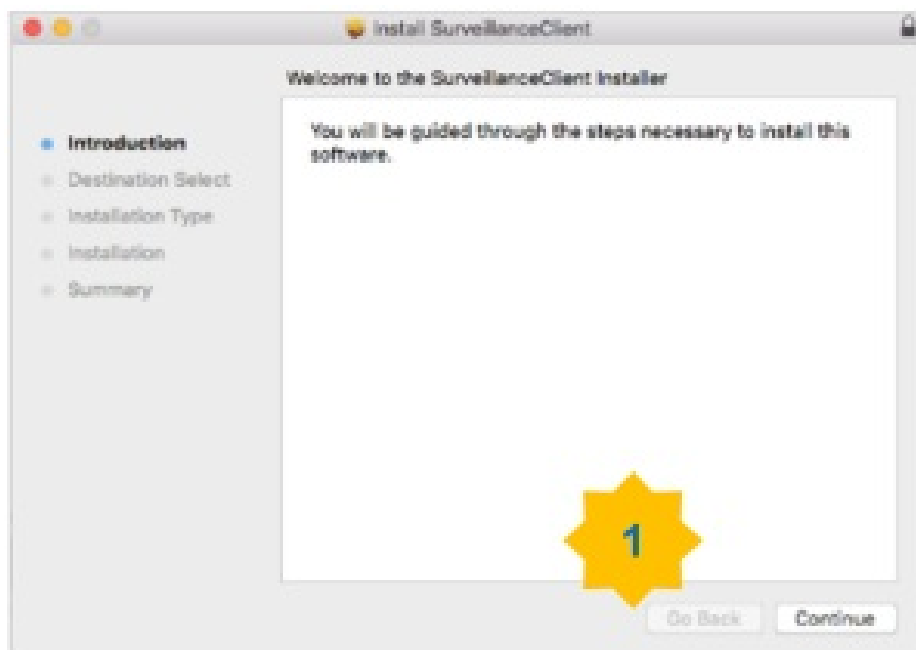 Install SurveillanceClient
Welcome to the SurveillanceClient Installer
Introduction
Destination Select
Installation Type
Installation
Summary
You will be guided through the steps necessary to install this
software.
1
Go Back
Continue